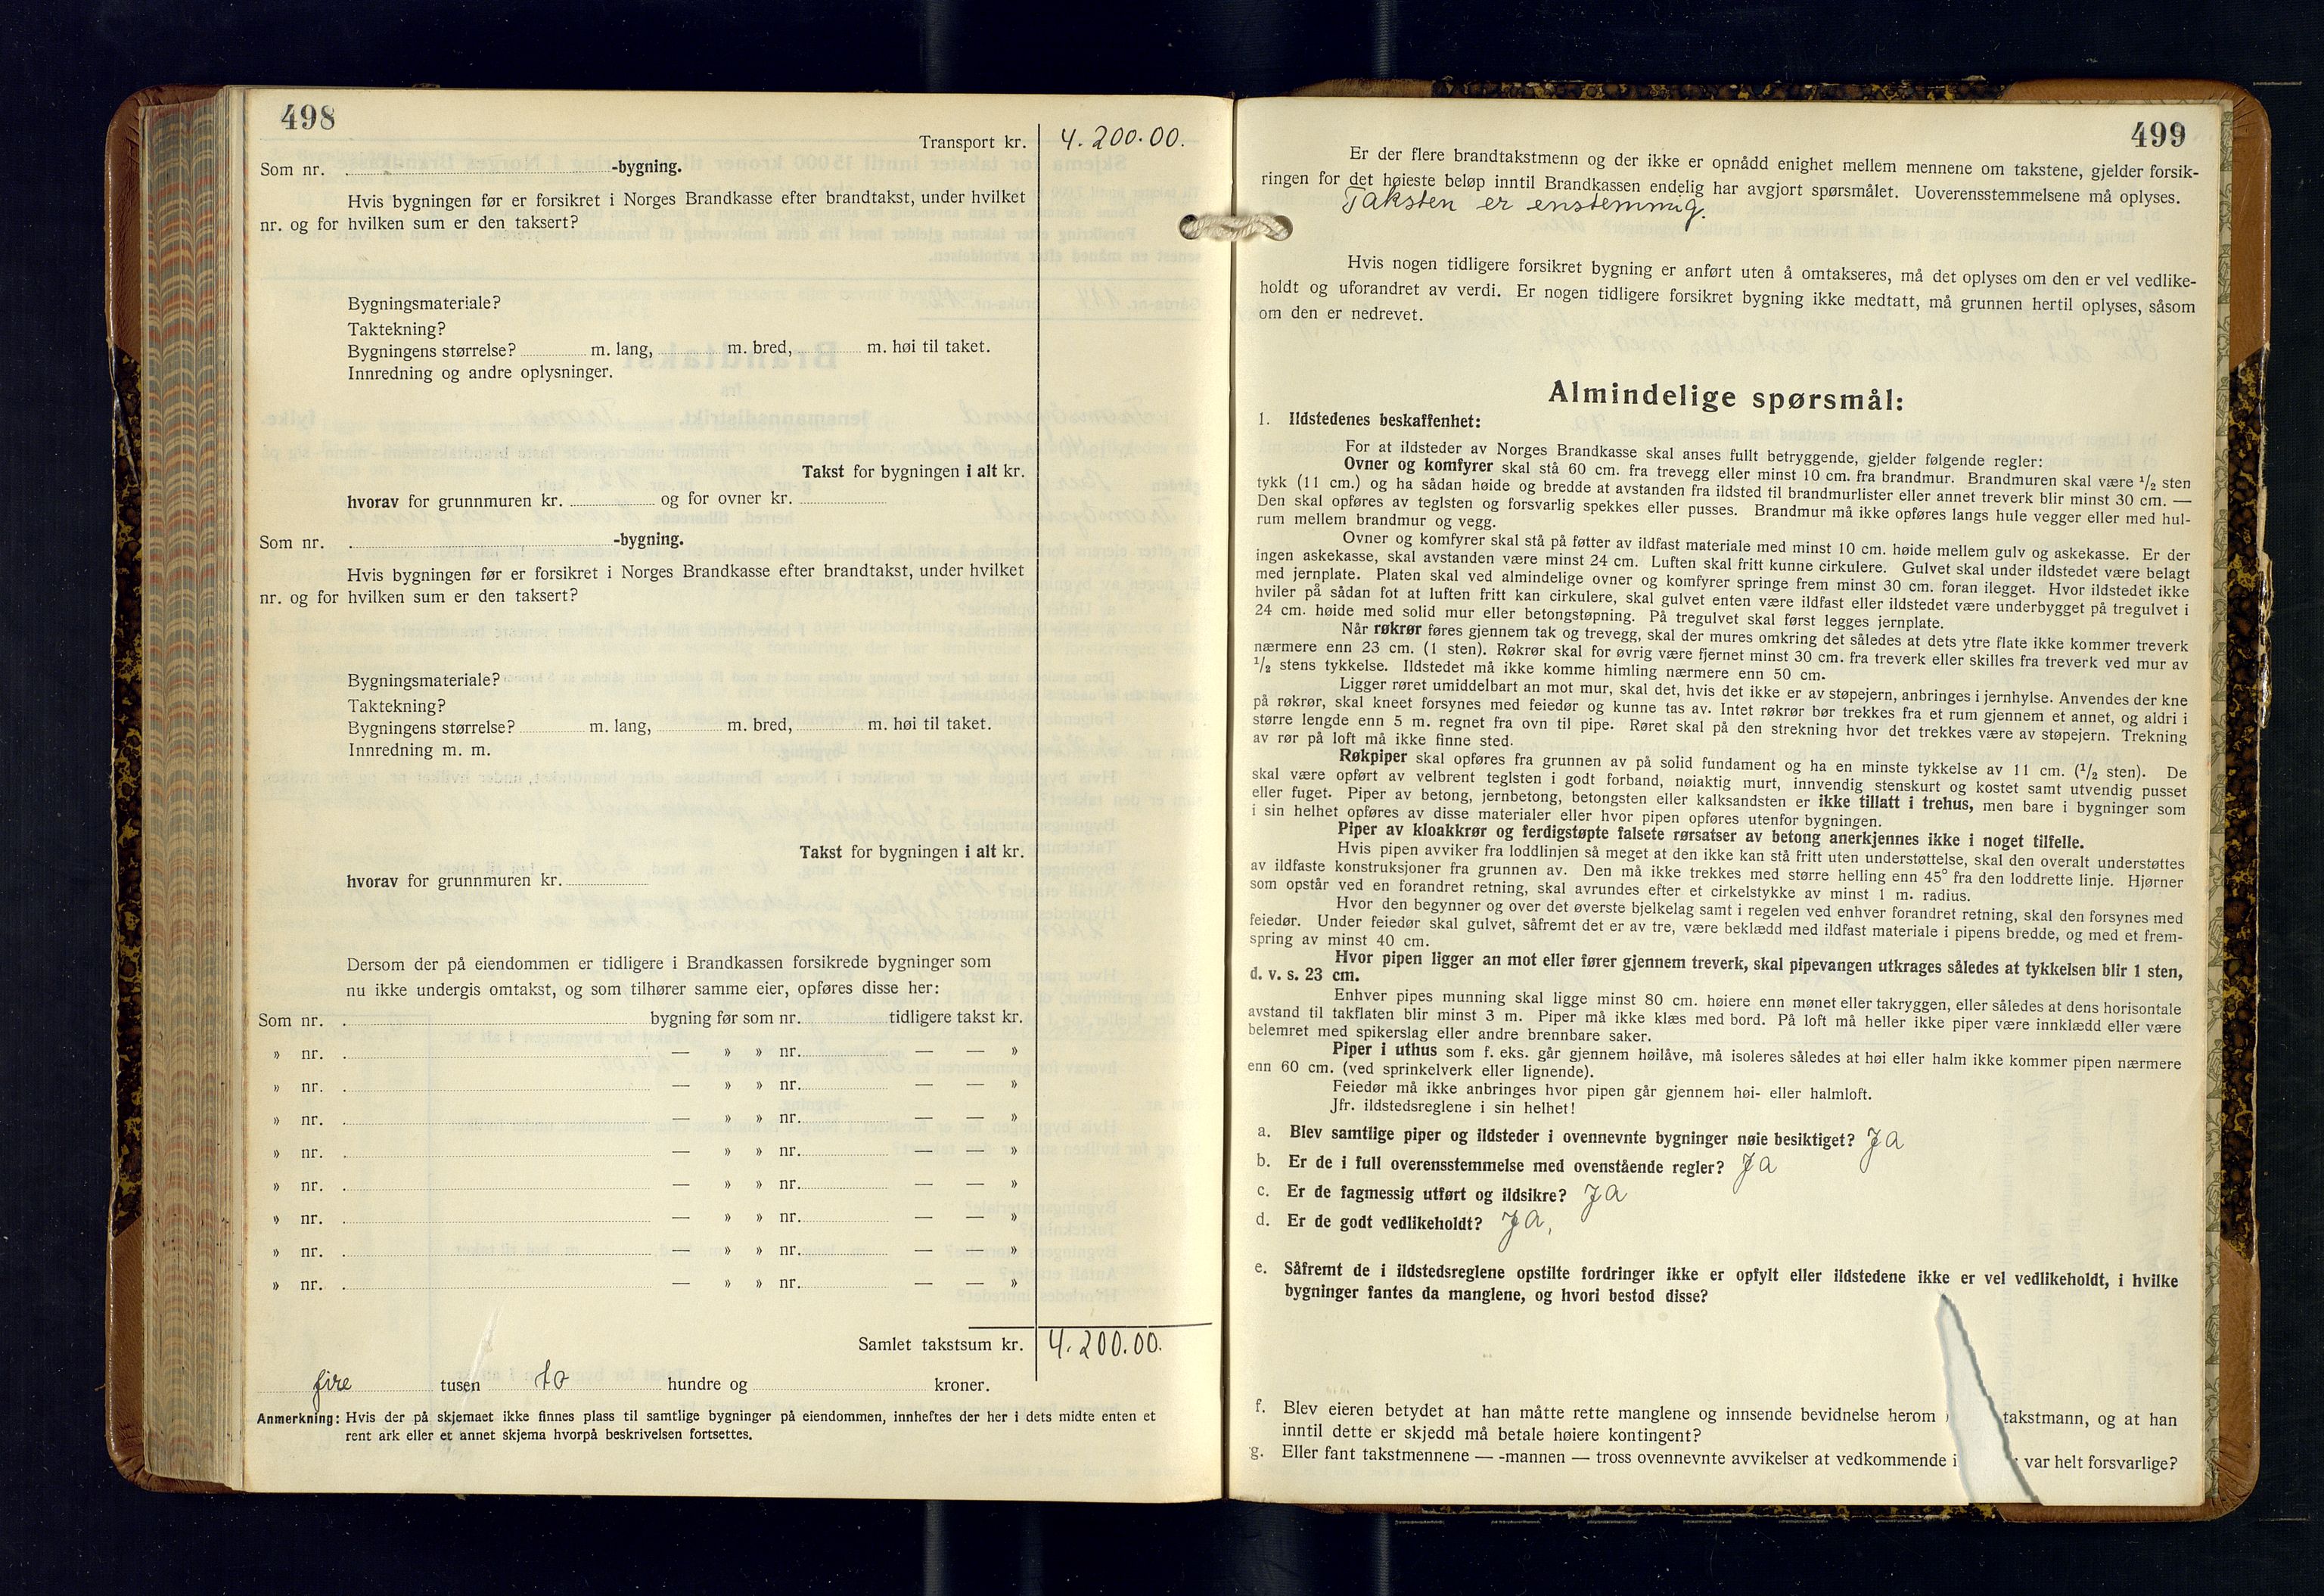 498
Transport kr. 4.200.00.
Som nr. -bygning.
Hvis bygningen før er forsikret i Norges Brandkasse efter brandtakst, under hvilket
nr. og for hvilken sum er den taksert?
Bygningsmateriale?
Taktekning?
Bygningens størrelse? m. lang, m. bred, m. høi til taket.
Innredning og andre oplysninger.
Takst for bygningen i alt kr.
hvorav for grunnmuren kr. og for ovner kr.
Som nr. -bygning.
Hvis bygningen før er forsikret i Norges Brandkasse efter brandtakst, under hvilket
nr. og for hvilken sum er den taksert?
Bygningsmateriale?
Taktekning?
Bygningens størrelse? m. lang, m. bred, m. høi til taket.
Innredning m. m.
Takst for bygningen i alt kr.
hvorav for grunnmuren kr.
Dersom der på eiendommen er tidligere i Brandkassen forsikrede bygninger som
nu ikke undergis omtakst, og som tilhører samme eier, opføres disse her:
Som nr. bygning før som nr. tidligere takst kr.
» nr. — » » nr. — — »
» nr. — » » nr. — — »
» nr. — » » nr. — — »
» nr. — » » nr. — — »
» nr. — » » nr. — — »
» nr. — » » nr. — — »
» nr. — » » nr. — — »
» nr. — » » nr. — — »
Samlet takstsum kr. 4.200.00.
fire tusen to hundre og kroner.
Anmerkning: Hvis der på skjemaet ikke finnes plass til samtlige bygninger på eiendommen, innheftes der her i dets midte enten et
rent ark eller et annet skjema hvorpå beskrivelsen fortsettes.
499
Er der flere brandtakstmenn og der ikke er opnådd enighet mellem mennene om takstene, gjelder forsik-
ringen for det høieste beløp inntil Brandkassen endelig har avgjort spørsmålet. Uoverensstemmelsene må oplyses.
Taksten er enstemmig.
Hvis nogen tidligere forsikret bygning er anført uten å omtakseres, må det oplyses om den er vel vedlike-
holdt og uforandret av verdi. Er nogen tidligere forsikret bygning ikke medtatt, må grunnen hertil oplyses, såsom
om den er nedrevet.
Almindelige spørsmål:
1. Ildstedenes beskaffenhet:
For at ildsteder av Norges Brandkasse skal anses fullt betryggende, gjelder følgende regler:
Ovner og komfyrer skal stå 60 cm. fra trevegg eller minst 10 cm. fra brandmur. Brandmuren skal være 1/2 sten
tykk (11 cm.) og ha sådan høide og bredde at avstanden fra ildsted til brandmurlister eller annet treverk blir minst 30 cm. —
Den skal opføres av teglsten og forsvarlig spekkes eller pusses. Brandmur må ikke opføres langs hule vegger eller med hul-
rum mellem brandmur og vegg.
Ovner og komfyrer skal stå på føtter av ildfast materiale med minst 10 cm. høide mellem gulv og askekasse. Er der
ingen askekasse, skal avstanden være minst 24 cm. Luften skal fritt kunne cirkulere. Gulvet skal under ildstedet være belagt
med jernplate. Platen skal ved almindelige ovner og komfyrer springe frem minst 30 cm. foran ilegget. Hvor ildstedet ikke
hviler på sådan fot at luften fritt kan cirkulere, skal gulvet enten være ildfast eller ildstedet være underbygget på tregulvet i
24 cm. høide med solid mur eller betongstøpning. På tregulvet skal først legges jernplate.
Når røkrør føres gjennem tak og trevegg, skal der mures omkring det således at dets ytre flate ikke kommer treverk
nærmere enn 23 cm. (1 sten). Røkrør skal for øvrig være fjernet minst 30 cm. fra treverk eller skilles fra treverk ved mur av
1/2 stens tykkelse. Ildstedet må ikke komme himling nærmere enn 50 cm.
Ligger røret umiddelbart an mot mur, skal det, hvis det ikke er av støpejern, anbringes i jernhylse. Anvendes der kne
på røkrør, skal kneet forsynes med feiedør og kunne tas av. Intet røkrør bør trekkes fra et rum gjennem et annet, og aldri i
større lengde enn 5 m. regnet fra ovn til pipe. Røret skal på den strekning hvor det trekkes være av støpejern. Trekning
av rør på loft må ikke finne sted.
Røkpiper skal opføres fra grunnen av på solid fundament og ha en minste tykkelse av 11 cm. (1/2 sten). De
skal være opført av velbrent teglsten i godt forband, nøiaktig murt, innvendig stenskurt og kostet samt utvendig pusset
eller fuget. Piper av betong, jernbetong, betongsten eller kalksandsten er ikke tillatt i trehus, men bare i bygninger som
i sin helhet opføres av disse materialer eller hvor pipen opføres utenfor bygningen.
Piper av kloakkrør og ferdigstøpte falsete rørsatser av betong anerkjennes ikke i noget tilfelle.
Hvis pipen avviker fra loddlinjen så meget at den ikke kan stå fritt uten understøttelse, skal den overalt understøttes
av ildfaste konstruksjoner fra grunnen av. Den må ikke trekkes med større helling enn 45° fra den loddrette linje. Hjørner
som opstår ved en forandret retning, skal avrundes efter et cirkelstykke av minst 1 m. radius.
Hvor den begynner og over det øverste bjelkelag samt i regelen ved enhver forandret retning, skal den forsynes med
feiedør. Under feiedør skal gulvet, såfremt det er av tre, være beklædd med ildfast materiale i pipens bredde, og med et frem-
spring av minst 40 cm.
Hvor pipen ligger an mot eller fører gjennem treverk, skal pipevangen utkrages således at tykkelsen blir 1 sten,
d. v. s. 23 cm.
Enhver pipes munning skal ligge minst 80 cm. høiere enn mønet eller takryggen, eller således at dens horisontale
avstand til takflaten blir minst 3 m. Piper må ikke klæs med bord. På loft må heller ikke piper være innklædd eller være
belemret med spikerslag eller andre brennbare saker.
Piper i uthus som f. eks. går gjennem høilåve, må isoleres således at høi eller halm ikke kommer pipen nærmere
enn 60 cm. (ved sprinkelverk eller lignende).
Feiedør må ikke anbringes hvor pipen går gjennem høi- eller halmloft.
Jfr. ildstedsreglene i sin helhet!
a. Blev samtlige piper og ildsteder i ovennevnte bygninger nøie besiktiget? Ja
b. Er de i full overensstemmelse med ovenstående regler? Ja
c. Er de fagmessig utført og ildsikre? Ja
d. Er de godt vedlikeholdt? Ja,
e. Såfremt de i ildstedsreglene opstilte fordringer ikke er opfylt eller ildstedene ikke er vel vedlikeholdt, i hvilke
bygninger fantes da manglene, og hvori bestod disse?
f. Blev eieren betydet at han måtte rette manglene og innsende bevidnelse herom takstmann, og at han
inntil dette er skjedd må betale høiere kontingent?
g. Eller fant takstmennene — -mannen — tross ovennevnte avvikelser at vedkommende i var helt forsvarlige?